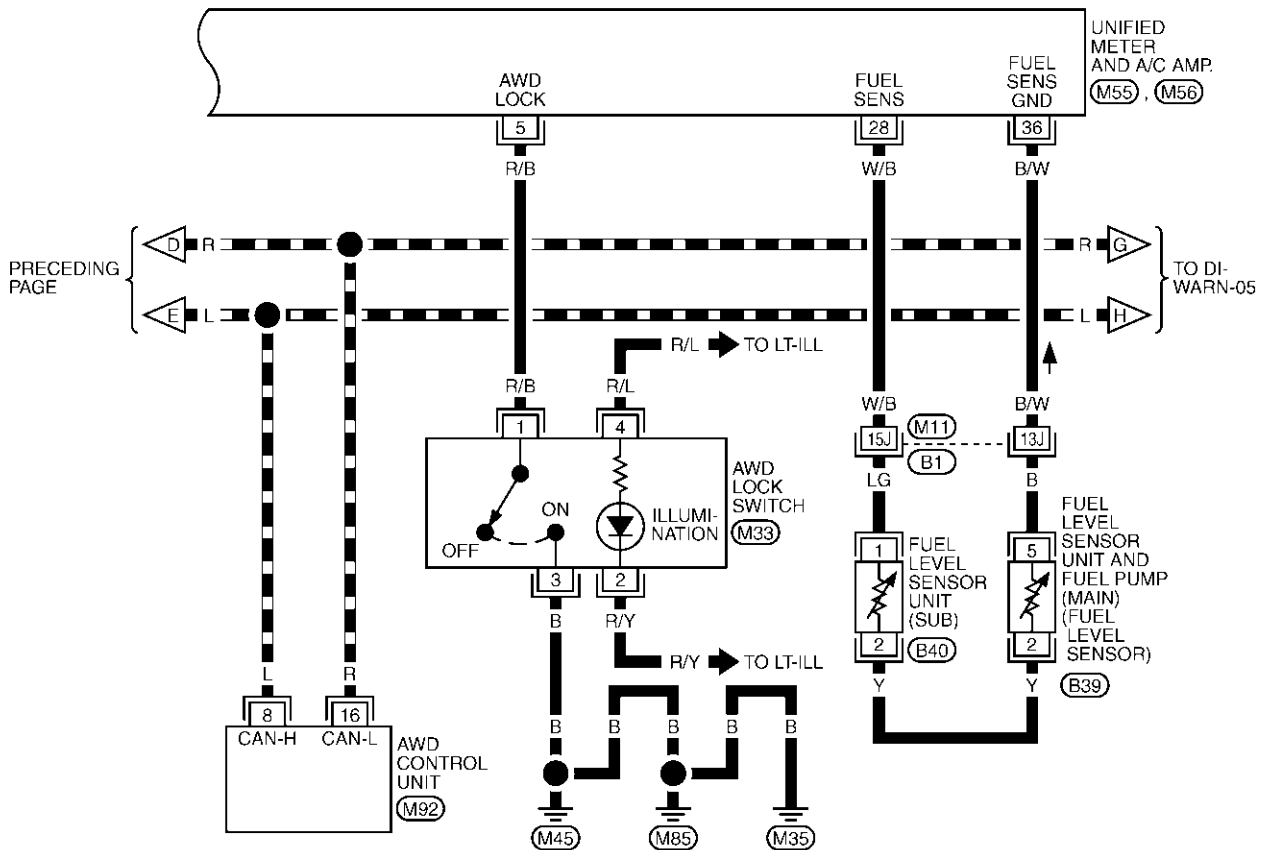 UNIFIED
METER
AND A/C AMP.
M55 , M56
AWD
LOCK
FUEL
SENS
FUEL
SENS
GND
5
28
36
R/B
W/B
B/W
PRECEDING
PAGE
D R
R G
E L
L H
TO DI-
WARN-05
R/L TO LT-ILL
R/B
R/L
W/B
B/W
1
4
15J
M11
13J
B1
LG
B
AWD
LOCK
SWITCH
M33
ILLUMI-
NATION
ON
OFF
3
2
B
R/Y
R/Y TO LT-ILL
1
FUEL
LEVEL
SENSOR
UNIT
(SUB)
B40
2
Y
5
FUEL
LEVEL
SENSOR
UNIT AND
FUEL PUMP
(MAIN)
(FUEL
LEVEL
SENSOR)
B39
2
Y
L
R
8
16
CAN-H
CAN-L
AWD
CONTROL
UNIT
M92
B
B
B
B
B
M45
M85
M35